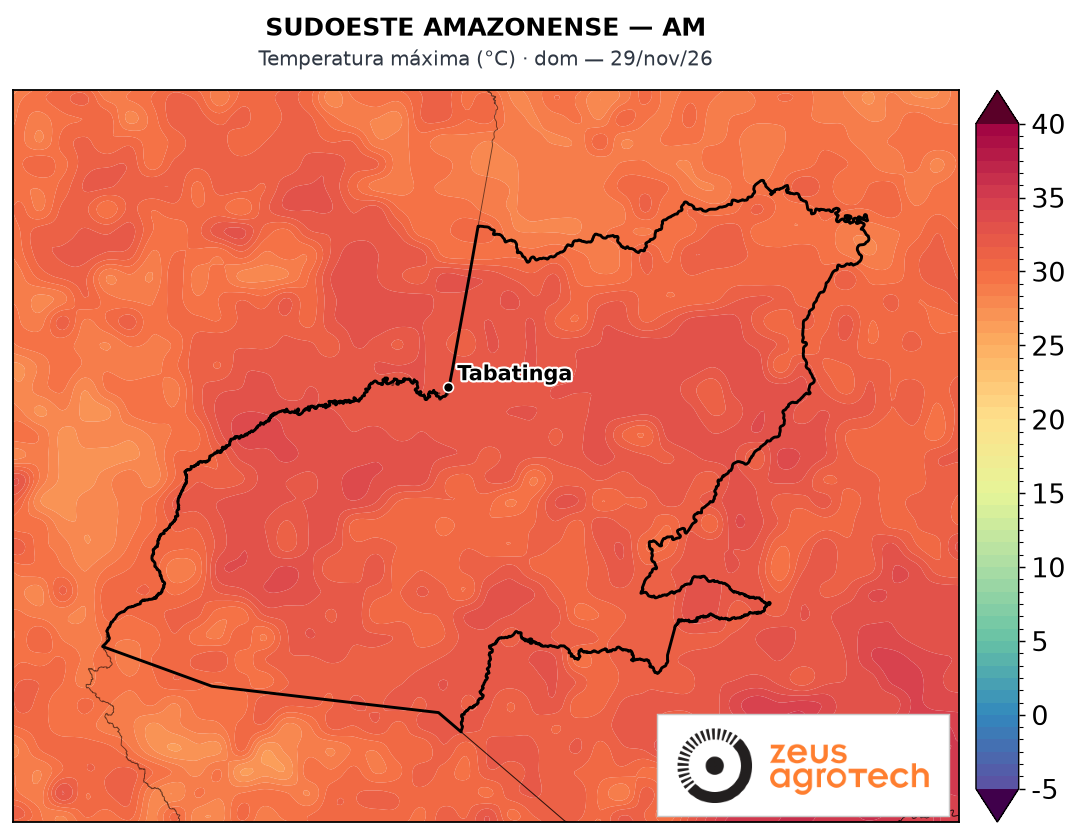 SUDOESTE AMAZONENSE — AM
Temperatura máxima (°C) · dom — 29/nov/26
Tabatinga
40
35
30
25
20
15
10
5
0
-5
zeus
agrotech